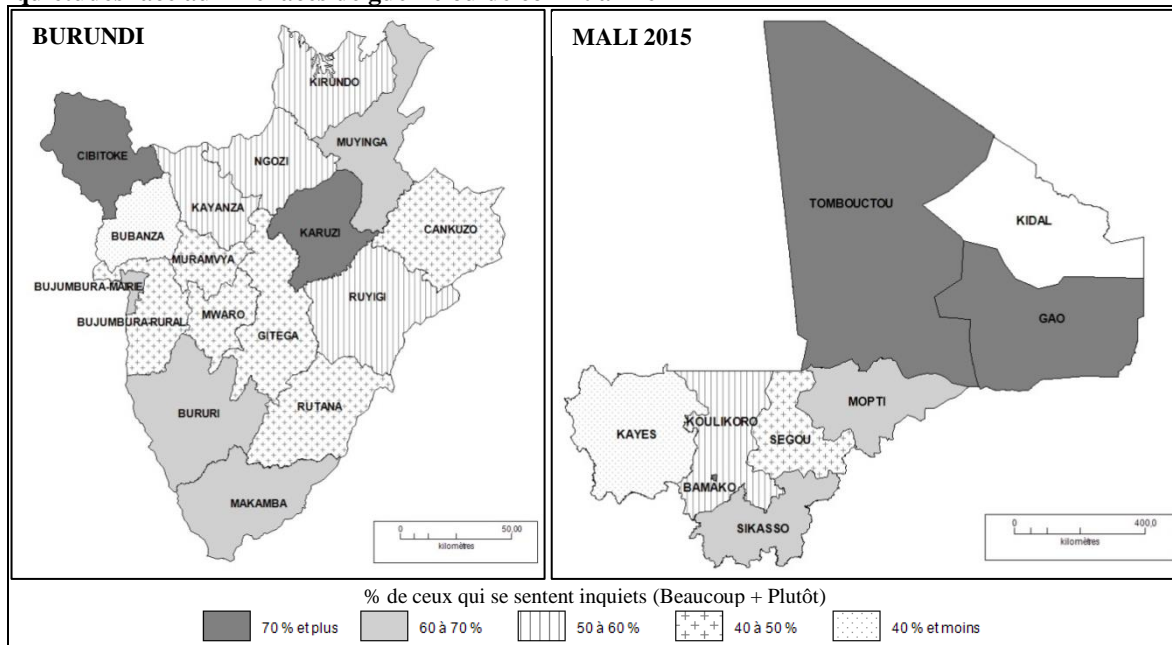 BURUNDI
KIRUNDO
MUYINGA
CIBITOKE
NGOZI
KAYANZA
KARUZI
CANKUZO
BUBANZA
MURAMVYA
BUJUMBURA-MARIE
RUYIGI
BUJUMBURA-RURAL
MWARO
GITEGA
RUTANA
BURURI
MAKAMBA
0 50,00
kilomètres
MALI 2015
TOMBOUCTOU
KIDAL
GAO
MOPTI
KOULIKORO
KAYES
SEGOU
BAMAKO
SIKASSO
0 400,0
kilomètres
% de ceux qui se sentent inquiets (Beaucoup + Plutôt)
70 % et plus 60 à 70 % 50 à 60 % 40 à 50 % 40 % et moins